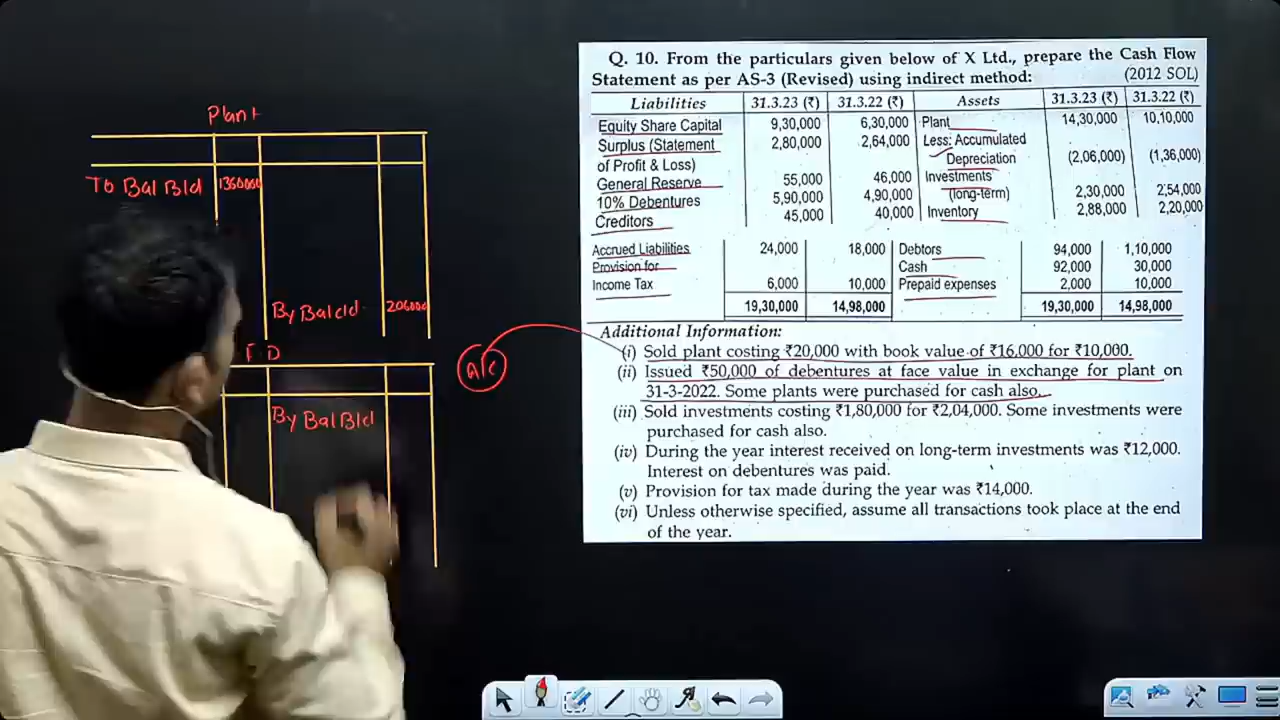 Plant
To Bal Bld 1360000
By Bal cld 206000
P D
By Bal Bld
A/c
Q. 10. From the particulars given below of X Ltd., prepare the Cash Flow
Statement as per AS-3 (Revised) using indirect method: (2012 SOL)
Liabilities 31.3.23 (₹) 31.3.22 (₹) Assets 31.3.23 (₹) 31.3.22 (₹)
Equity Share Capital 9,30,000 6,30,000 Plant 14,30,000 10,10,000
Surplus (Statement 2,80,000 2,64,000 Less: Accumulated
of Profit & Loss) Depreciation (2,06,000) (1,36,000)
General Reserve 55,000 46,000 Investments
10% Debentures 5,90,000 4,90,000 (long-term) 2,30,000 2,54,000
Creditors 45,000 40,000 Inventory 2,88,000 2,20,000
Accrued Liabilities 24,000 18,000 Debtors 94,000 1,10,000
Provision for Cash 92,000 30,000
Income Tax 6,000 10,000 Prepaid expenses 2,000 10,000
19,30,000 14,98,000 19,30,000 14,98,000
Additional Information:
(i) Sold plant costing ₹20,000 with book value of ₹16,000 for ₹10,000.
(ii) Issued ₹50,000 of debentures at face value in exchange for plant on
31-3-2022. Some plants were purchased for cash also.
(iii) Sold investments costing ₹1,80,000 for ₹2,04,000. Some investments were
purchased for cash also.
(iv) During the year interest received on long-term investments was ₹12,000.
Interest on debentures was paid.
(v) Provision for tax made during the year was ₹14,000.
(vi) Unless otherwise specified, assume all transactions took place at the end
of the year.